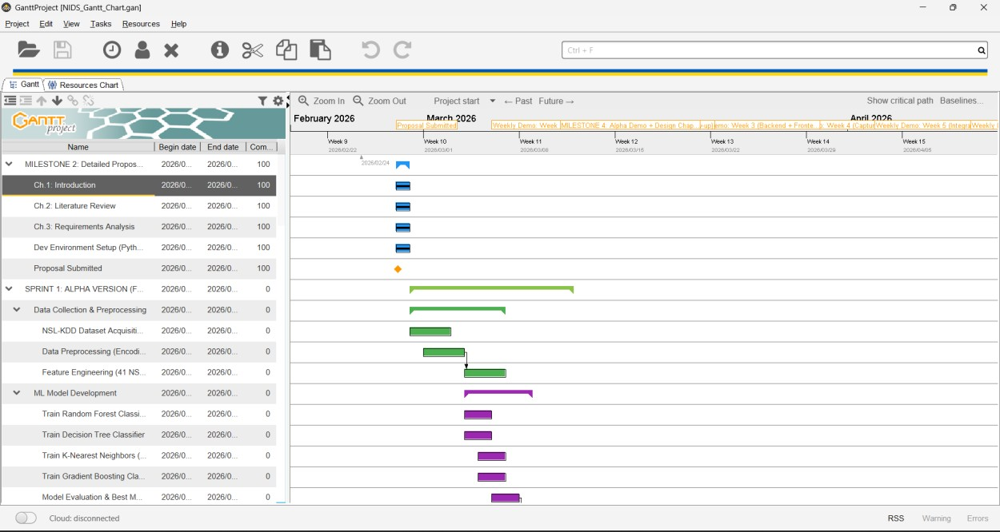 GanttProject [NIDS_Gantt_Chart.gan]
Project Edit View Tasks Resources Help
Ctrl + F
Gantt Resources Chart
Zoom In Zoom Out Project start ← Past Future → Show critical path Baselines...
GANTT project
February 2026 March 2026 April 2026
Proposal Submitted Weekly Demo: Week MILESTONE 4: Alpha Demo + Design Chap... Week 3 (Backend + Fronte... Week 4 (Captur Weekly Demo: Week 5 (Integra Weekly
Name Begin date End date Com...
Week 9 Week 10 Week 11 Week 12 Week 13 Week 14 Week 15
2026/02/22 2026/03/01 2026/03/08 2026/03/15 2026/03/22 2026/03/29 2026/04/05
2026/02/24
MILESTONE 2: Detailed Propos... 2026/0... 2026/0... 100
Ch.1: Introduction 2026/0... 2026/0... 100
Ch.2: Literature Review 2026/0... 2026/0... 100
Ch.3: Requirements Analysis 2026/0... 2026/0... 100
Dev Environment Setup (Pyth... 2026/0... 2026/0... 100
Proposal Submitted 2026/0... 2026/0... 100
SPRINT 1: ALPHA VERSION (F... 2026/0... 2026/0... 0
Data Collection & Preprocessing 2026/0... 2026/0... 0
NSL-KDD Dataset Acquisiti... 2026/0... 2026/0... 0
Data Preprocessing (Encodi... 2026/0... 2026/0... 0
Feature Engineering (41 NS... 2026/0... 2026/0... 0
ML Model Development 2026/0... 2026/0... 0
Train Random Forest Classi... 2026/0... 2026/0... 0
Train Decision Tree Classifier 2026/0... 2026/0... 0
Train K-Nearest Neighbors (... 2026/0... 2026/0... 0
Train Gradient Boosting Cla... 2026/0... 2026/0... 0
Model Evaluation & Best M... 2026/0... 2026/0... 0
Cloud: disconnected RSS Warning Errors